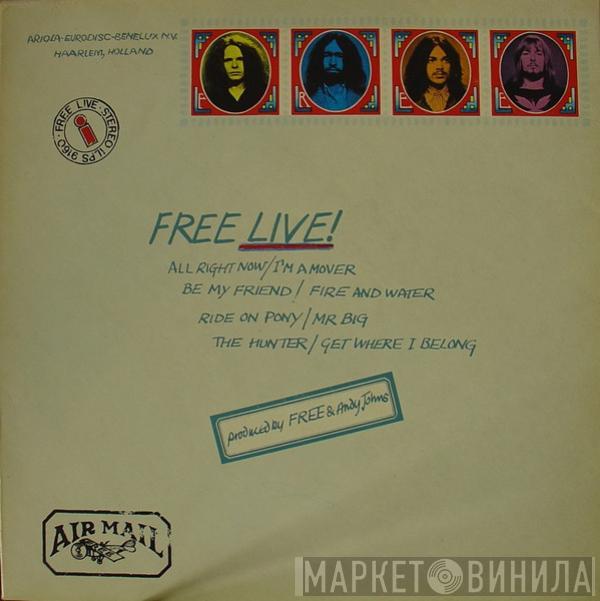 ARIOLA-EURODISC-BENELUX N.V.
HAARLEM, HOLLAND
F R E E
FREE LIVE · STEREO ILPS 9160 ·
i
FREE LIVE!
ALL RIGHT NOW/I'M A MOVER
BE MY FRIEND/FIRE AND WATER
RIDE ON PONY/MR BIG
THE HUNTER/GET WHERE I BELONG
produced by FREE & Andy Johns
AIR MAIL
МАРКЕТ ВИНИЛА